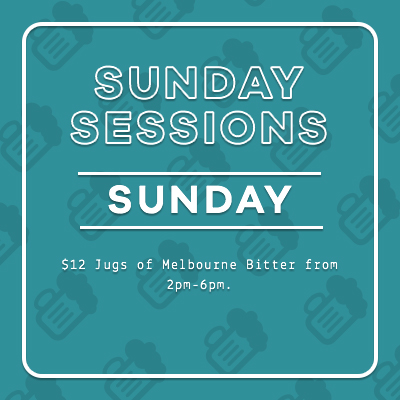 SUNDAY
SESSIONS
SUNDAY
$12 Jugs of Melbourne Bitter from
2pm-6pm.